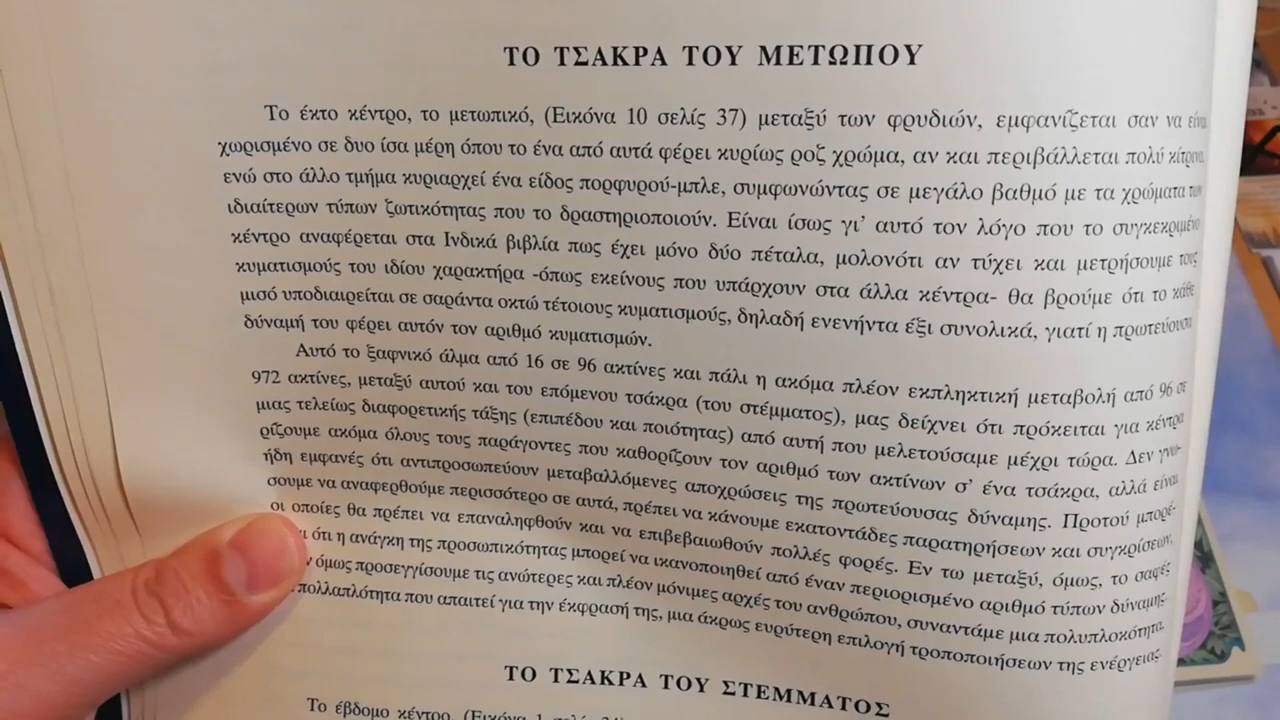 ΤΟ ΤΣΑΚΡΑ ΤΟΥ ΜΕΤΩΠΟΥ
Το έκτο κέντρο, το μετωπικό, (Εικόνα 10 σελίς 37) μεταξύ των φρυδιών, εμφανίζεται σαν να είναι
χωρισμένο σε δυο ίσα μέρη όπου το ένα από αυτά φέρει κυρίως ροζ χρώμα, αν και περιβάλλεται πολύ κίτρινο,
ενώ στο άλλο τμήμα κυριαρχεί ένα είδος πορφυρού-μπλε, συμφωνώντας σε μεγάλο βαθμό με τα χρώματα των
ιδιαίτερων τύπων ζωτικότητας που το δραστηριοποιούν. Είναι ίσως γι' αυτό τον λόγο που το συγκεκριμένο
κέντρο αναφέρεται στα Ινδικά βιβλία πως έχει μόνο δύο πέταλα, μολονότι αν τύχει και μετρήσουμε τους
κυματισμούς του ιδίου χαρακτήρα -όπως εκείνους που υπάρχουν στα άλλα κέντρα- θα βρούμε ότι το κάθε
μισό υποδιαιρείται σε σαράντα οκτώ τέτοιους κυματισμούς, δηλαδή ενενήντα έξι συνολικά, γιατί η πρωτεύουσα
δύναμή του φέρει αυτόν τον αριθμό κυματισμών.
Αυτό το ξαφνικό άλμα από 16 σε 96 ακτίνες και πάλι η ακόμα πλέον εκπληκτική μεταβολή από 96 σε
972 ακτίνες, μεταξύ αυτού και του επόμενου τσάκρα (του στέμματος), μας δείχνει ότι πρόκειται για κέντρα
μιας τελείως διαφορετικής τάξης (επιπέδου και ποιότητας) από αυτή που μελετούσαμε μέχρι τώρα. Δεν γνω-
ρίζουμε ακόμα όλους τους παράγοντες που καθορίζουν τον αριθμό των ακτίνων σ' ένα τσάκρα, αλλά είναι
ήδη εμφανές ότι αντιπροσωπεύουν μεταβαλλόμενες αποχρώσεις της πρωτεύουσας δύναμης. Προτού μπορέ-
σουμε να αναφερθούμε περισσότερο σε αυτά, πρέπει να κάνουμε εκατοντάδες παρατηρήσεων και συγκρίσεων,
οι οποίες θα πρέπει να επαναληφθούν και να επιβεβαιωθούν πολλές φορές. Εν τω μεταξύ, όμως, το σαφές
ότι η ανάγκη της προσωπικότητας μπορεί να ικανοποιηθεί από έναν περιορισμένο αριθμό τύπων δύναμης.
όμως προσεγγίσουμε τις ανώτερες και πλέον μόνιμες αρχές του ανθρώπου, συναντάμε μια πολυπλοκότητα,
πολλαπλότητα που απαιτεί για την έκφρασή της, μια άκρως ευρύτερη επιλογή τροποποιήσεων της ενέργειας.
ΤΟ ΤΣΑΚΡΑ ΤΟΥ ΣΤΕΜΜΑΤΟΣ
Το έβδομο κέντρο, (Εικόνα 1